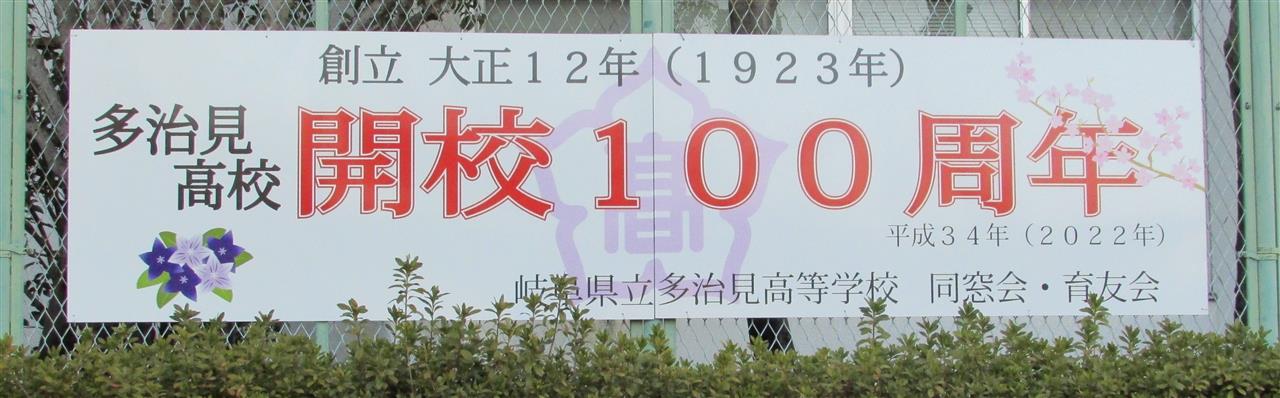 創立 大正12年(1923年)
多治見
高校
開校100周年
平成34年(2022年)
岐阜県立多治見高等学校 同窓会・育友会
高